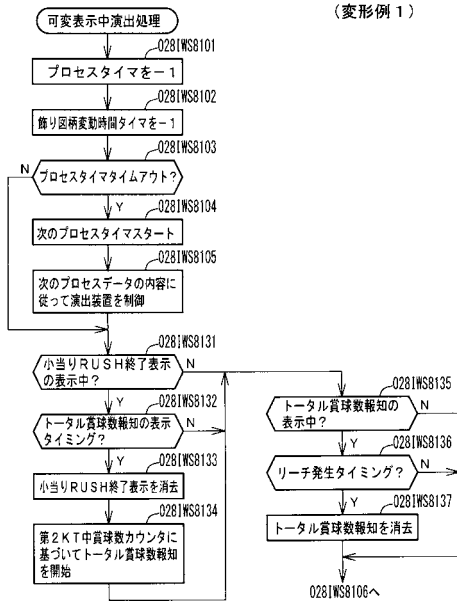 (変形例1)
可変表示中演出処理
028IWS8101
プロセスタイマを－1
028IWS8102
飾り図柄変動時間タイマを－1
028IWS8103
プロセスタイマタイムアウト?
N
Y
028IWS8104
次のプロセスタイマスタート
028IWS8105
次のプロセスデータの内容に
従って演出装置を制御
028IWS8131
小当りRUSH終了表示
の表示中?
N
Y
028IWS8132
トータル賞球数報知の表示
タイミング?
N
Y
028IWS8133
小当りRUSH終了表示を消去
028IWS8134
第2KT中賞球数カウンタに
基づいてトータル賞球数報知
を開始
028IWS8135
トータル賞球数報知の
表示中?
N
Y
028IWS8136
リーチ発生タイミング?
N
Y
028IWS8137
トータル賞球数報知を消去
028IWS8106へ